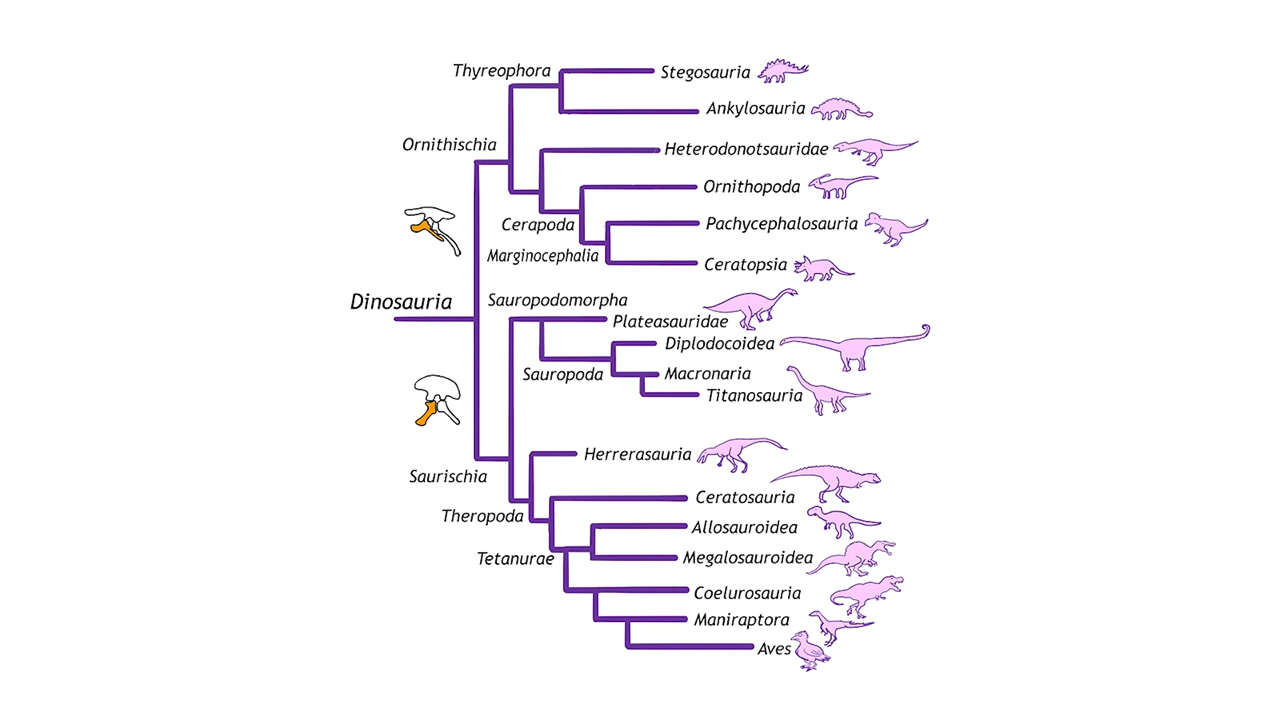 Thyreophora
Stegosauria
Ankylosauria
Ornithischia
Heterodonotsauridae
Ornithopoda
Cerapoda
Pachycephalosauria
Marginocephalia
Ceratopsia
Dinosauria
Sauropodomorpha
Plateasauridae
Diplodocoidea
Sauropoda
Macronaria
Titanosauria
Herrerasauria
Saurischia
Ceratosauria
Theropoda
Allosauroidea
Tetanurae
Megalosauroidea
Coelurosauria
Maniraptora
Aves